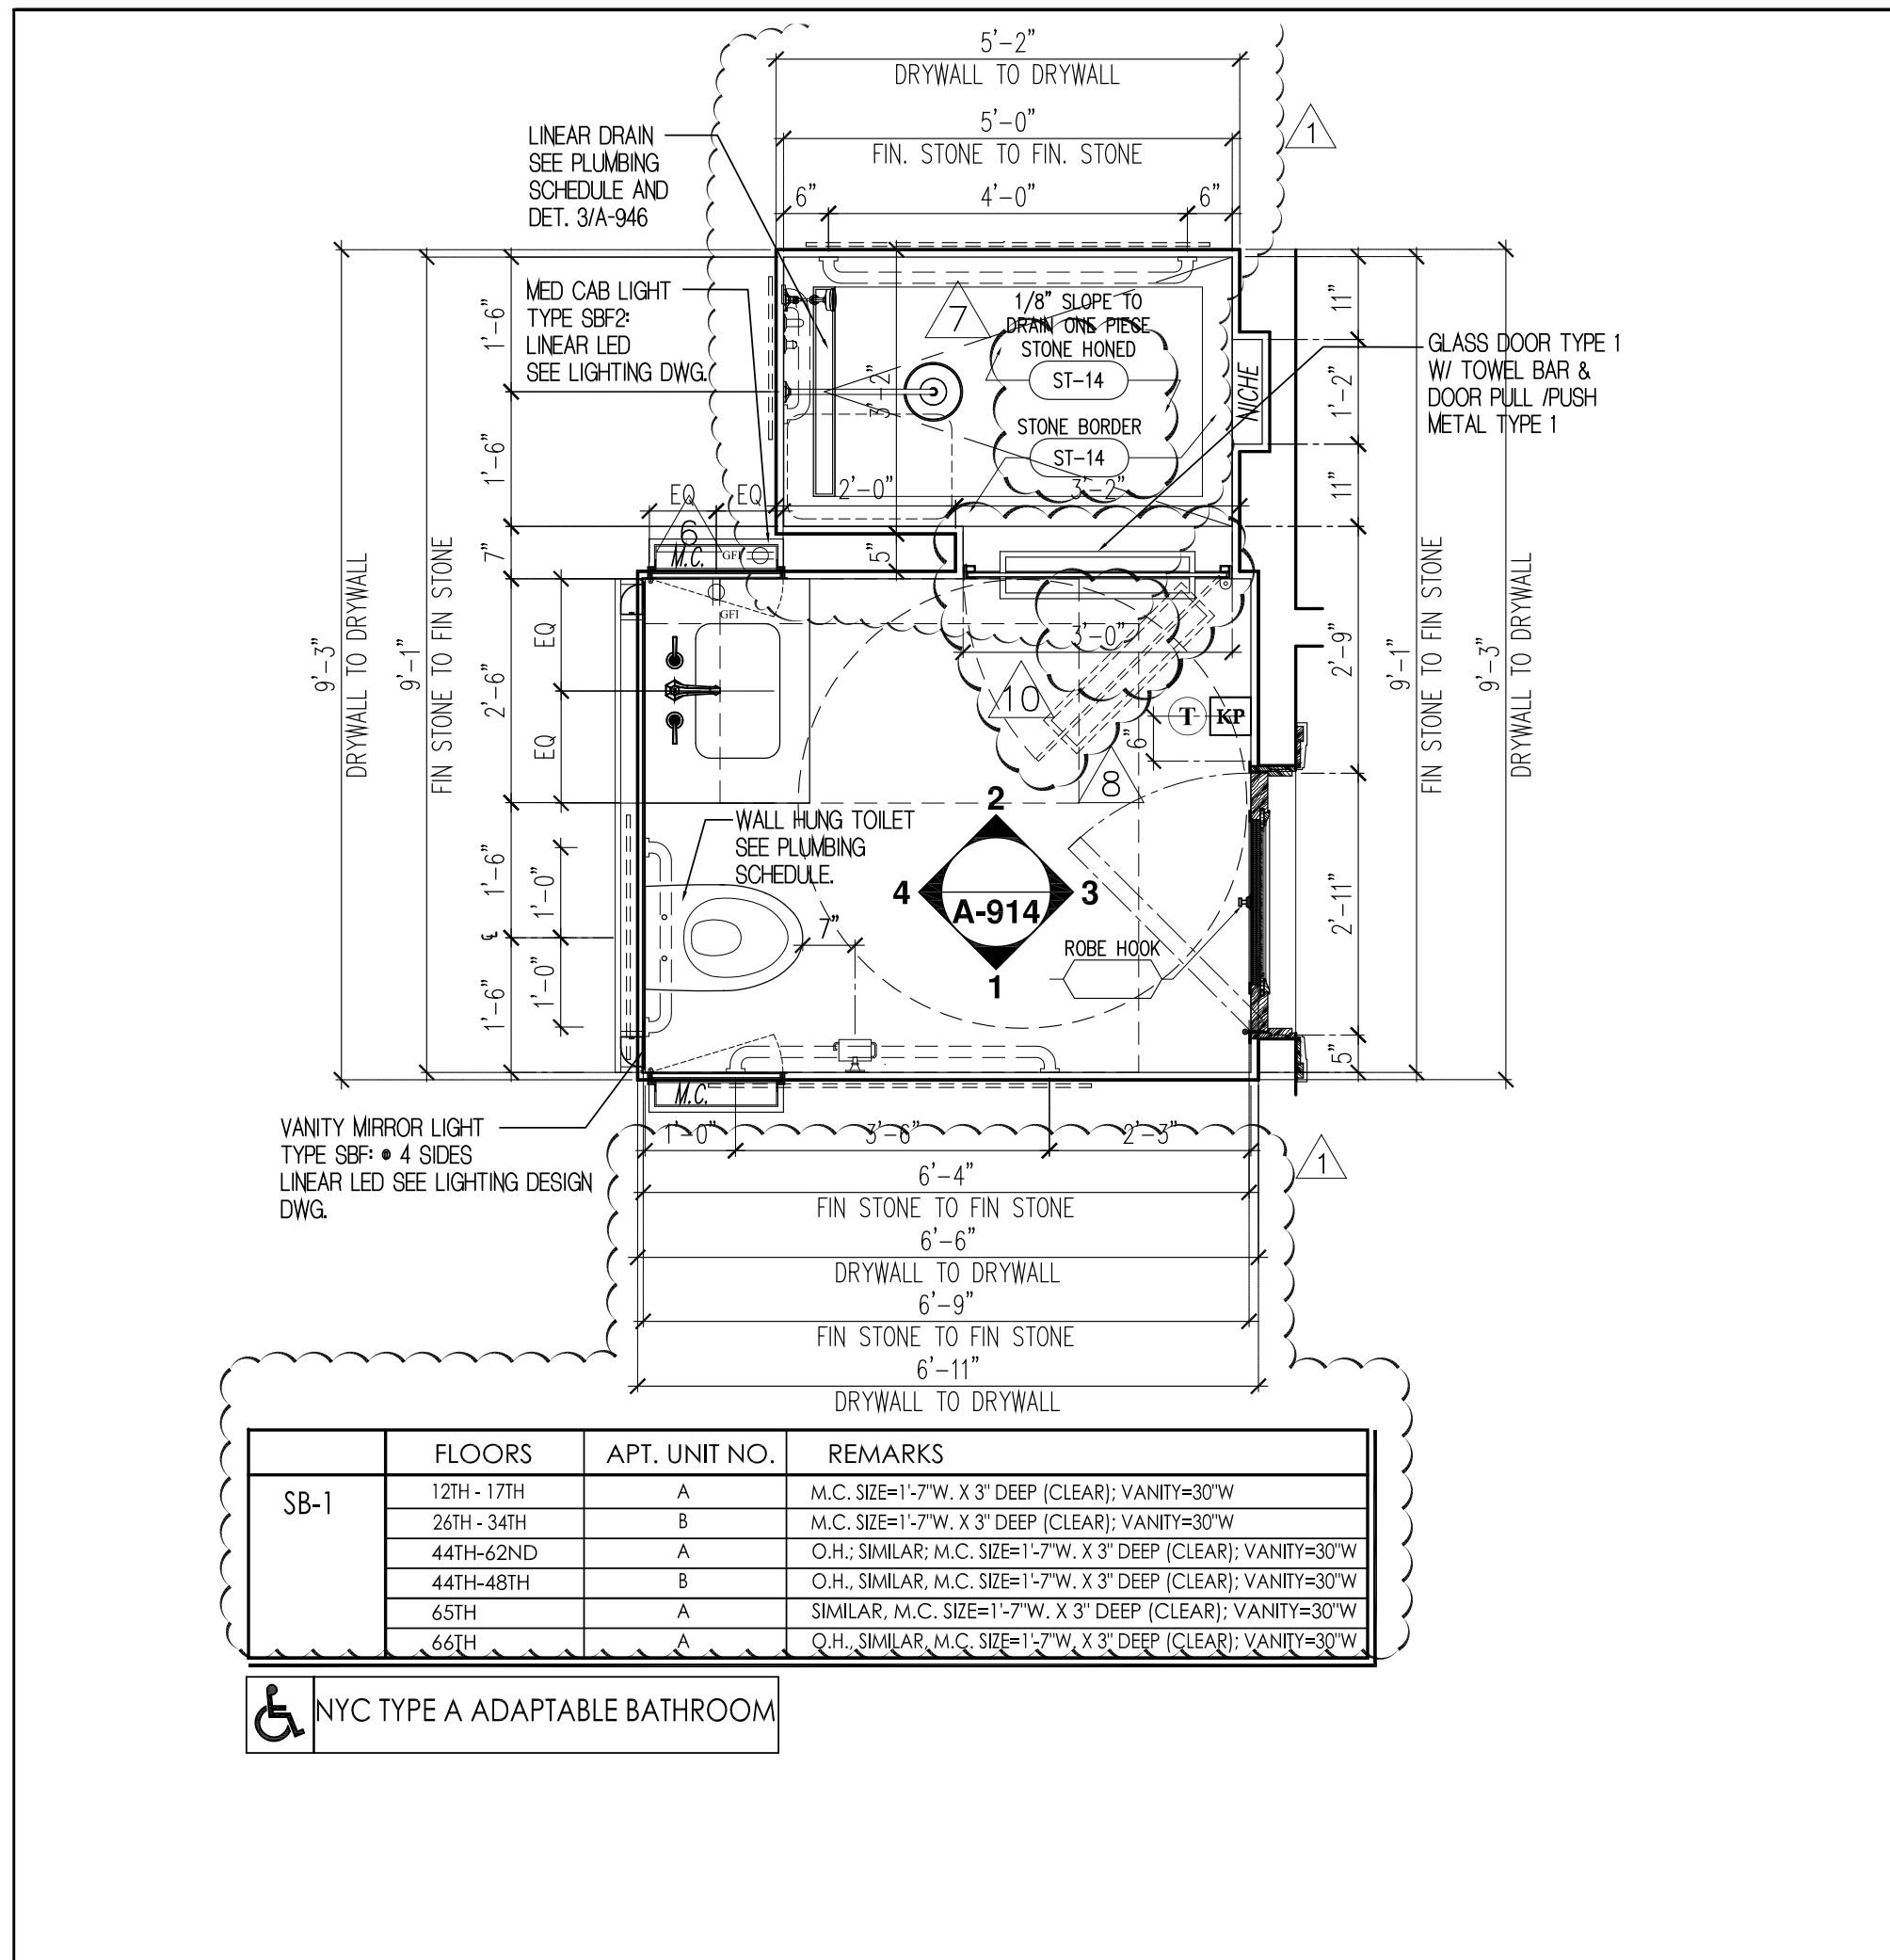 5'-2"
DRYWALL TO DRYWALL
5'-0"
FIN. STONE TO FIN. STONE
1
6"
4'-0"
6"
LINEAR DRAIN
SEE PLUMBING
SCHEDULE AND
DET. 3/A-946
MED CAB LIGHT
TYPE SBF2:
LINEAR LED
SEE LIGHTING DWG.
7
1/8" SLOPE TO
DRAIN ONE PIECE
STONE HONED
ST-14
STONE BORDER
ST-14
NICHE
GLASS DOOR TYPE 1
W/ TOWEL BAR &
DOOR PULL /PUSH
METAL TYPE 1
9'-3"
DRYWALL TO DRYWALL
9'-1"
FIN STONE TO FIN STONE
1'-6"
1'-6"
7"
2'-6"
1'-6"
℄
1'-6"
EQ
EQ
1'-0"
1'-0"
3'-2"
2'-0"
3'-2"
EQ
EQ
6
M.C.
GFI
5"
GFI
3'-0"
10
8
T
KP
6"
11"
1'-2"
11"
2'-9"
2'-11"
5"
9'-1"
FIN STONE TO FIN STONE
9'-3"
DRYWALL TO DRYWALL
WALL HUNG TOILET
SEE PLUMBING
SCHEDULE.
7"
2
4
A-914
3
1
ROBE HOOK
M.C.
VANITY MIRROR LIGHT
TYPE SBF: @ 4 SIDES
LINEAR LED SEE LIGHTING DESIGN
DWG.
1'-0"
3'-6"
2'-3"
1
6'-4"
FIN STONE TO FIN STONE
6'-6"
DRYWALL TO DRYWALL
6'-9"
FIN STONE TO FIN STONE
6'-11"
DRYWALL TO DRYWALL
FLOORS APT. UNIT NO. REMARKS
SB-1 12TH - 17TH A M.C. SIZE=1'-7"W. X 3" DEEP (CLEAR); VANITY=30"W
26TH - 34TH B M.C. SIZE=1'-7"W. X 3" DEEP (CLEAR); VANITY=30"W
44TH-62ND A O.H.; SIMILAR; M.C. SIZE=1'-7"W. X 3" DEEP (CLEAR); VANITY=30"W
44TH-48TH B O.H., SIMILAR, M.C. SIZE=1'-7"W. X 3" DEEP (CLEAR); VANITY=30"W
65TH A SIMILAR, M.C. SIZE=1'-7"W. X 3" DEEP (CLEAR); VANITY=30"W
66TH A O.H., SIMILAR, M.C. SIZE=1'-7"W. X 3" DEEP (CLEAR); VANITY=30"W
NYC TYPE A ADAPTABLE BATHROOM